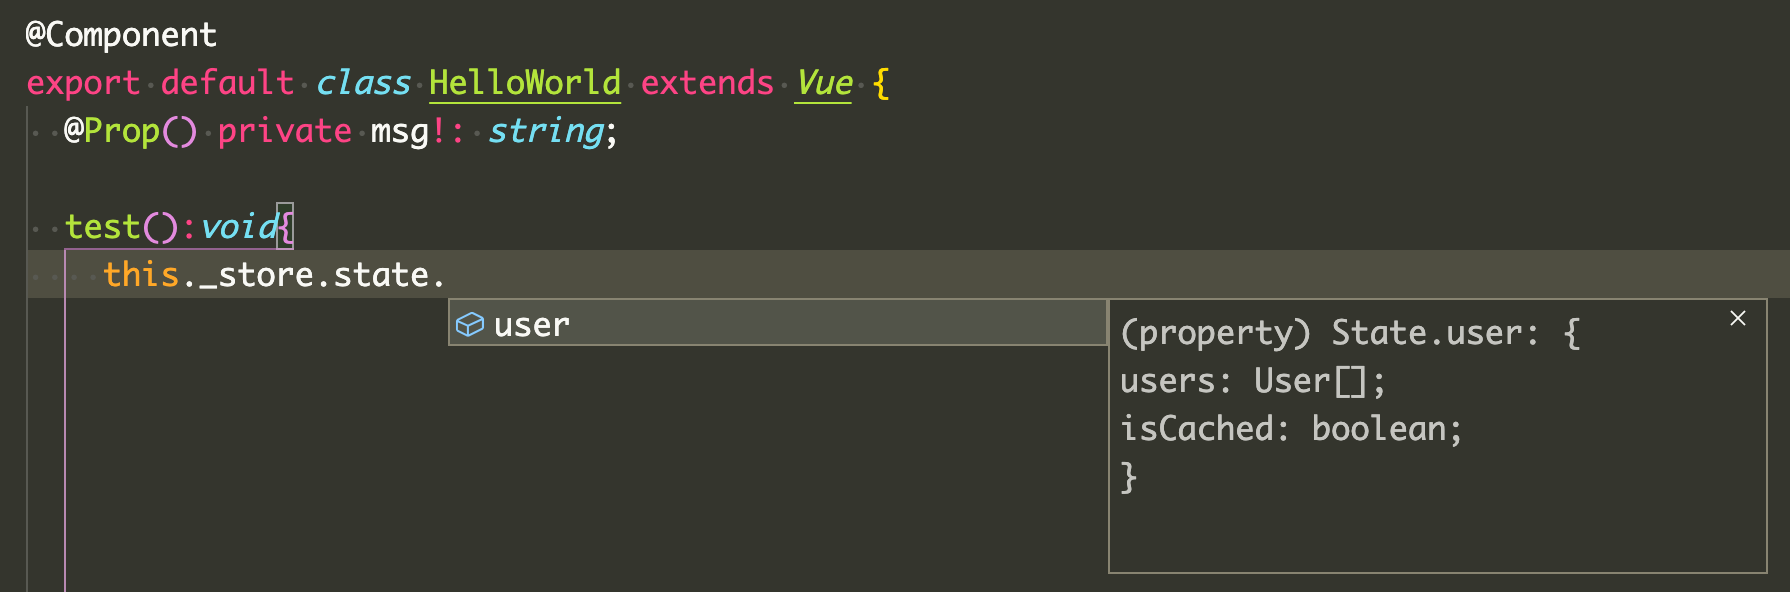 @Component
export default class HelloWorld extends Vue {
@Prop() private msg!: string;
test():void{
this._store.state.
user
(property) State.user: {
users: User[];
isCached: boolean;
}